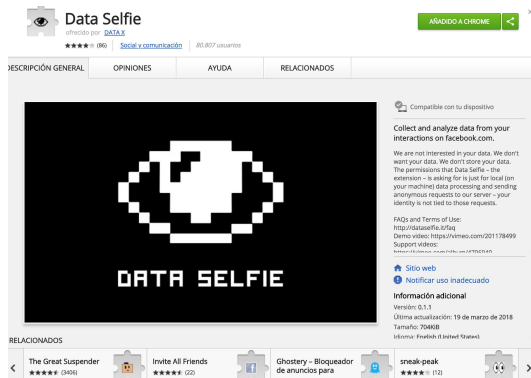 Data Selfie
ofrecido por DATA X
(86) Social y comunicación 80.807 usuarios
AÑADIDO A CHROME
DESCRIPCIÓN GENERAL OPINIONES AYUDA RELACIONADOS
DATA SELFIE
Compatible con tu dispositivo
Collect and analyze data from your
interactions on facebook.com.
We are not interested in your data. We don't
want your data. We don't store your data.
The permissions that Data Selfie – the
extension – is asking for is just for local (on
your machine) data processing and sending
anonymous requests to our server – your
identity is not tied to those requests.
FAQs and Terms of Use:
http://dataselfie.it/faq
Demo video: https://vimeo.com/201178499
Support videos:
Sitio web
Notificar uso inadecuado
Información adicional
Versión: 0.1.1
Última actualización: 19 de marzo de 2018
Tamaño: 704KiB
Idioma: English (United States)
RELACIONADOS
The Great Suspender
(3406)
Invite All Friends
(22)
Ghostery – Bloqueador
de anuncios para
sneak-peak
(12)